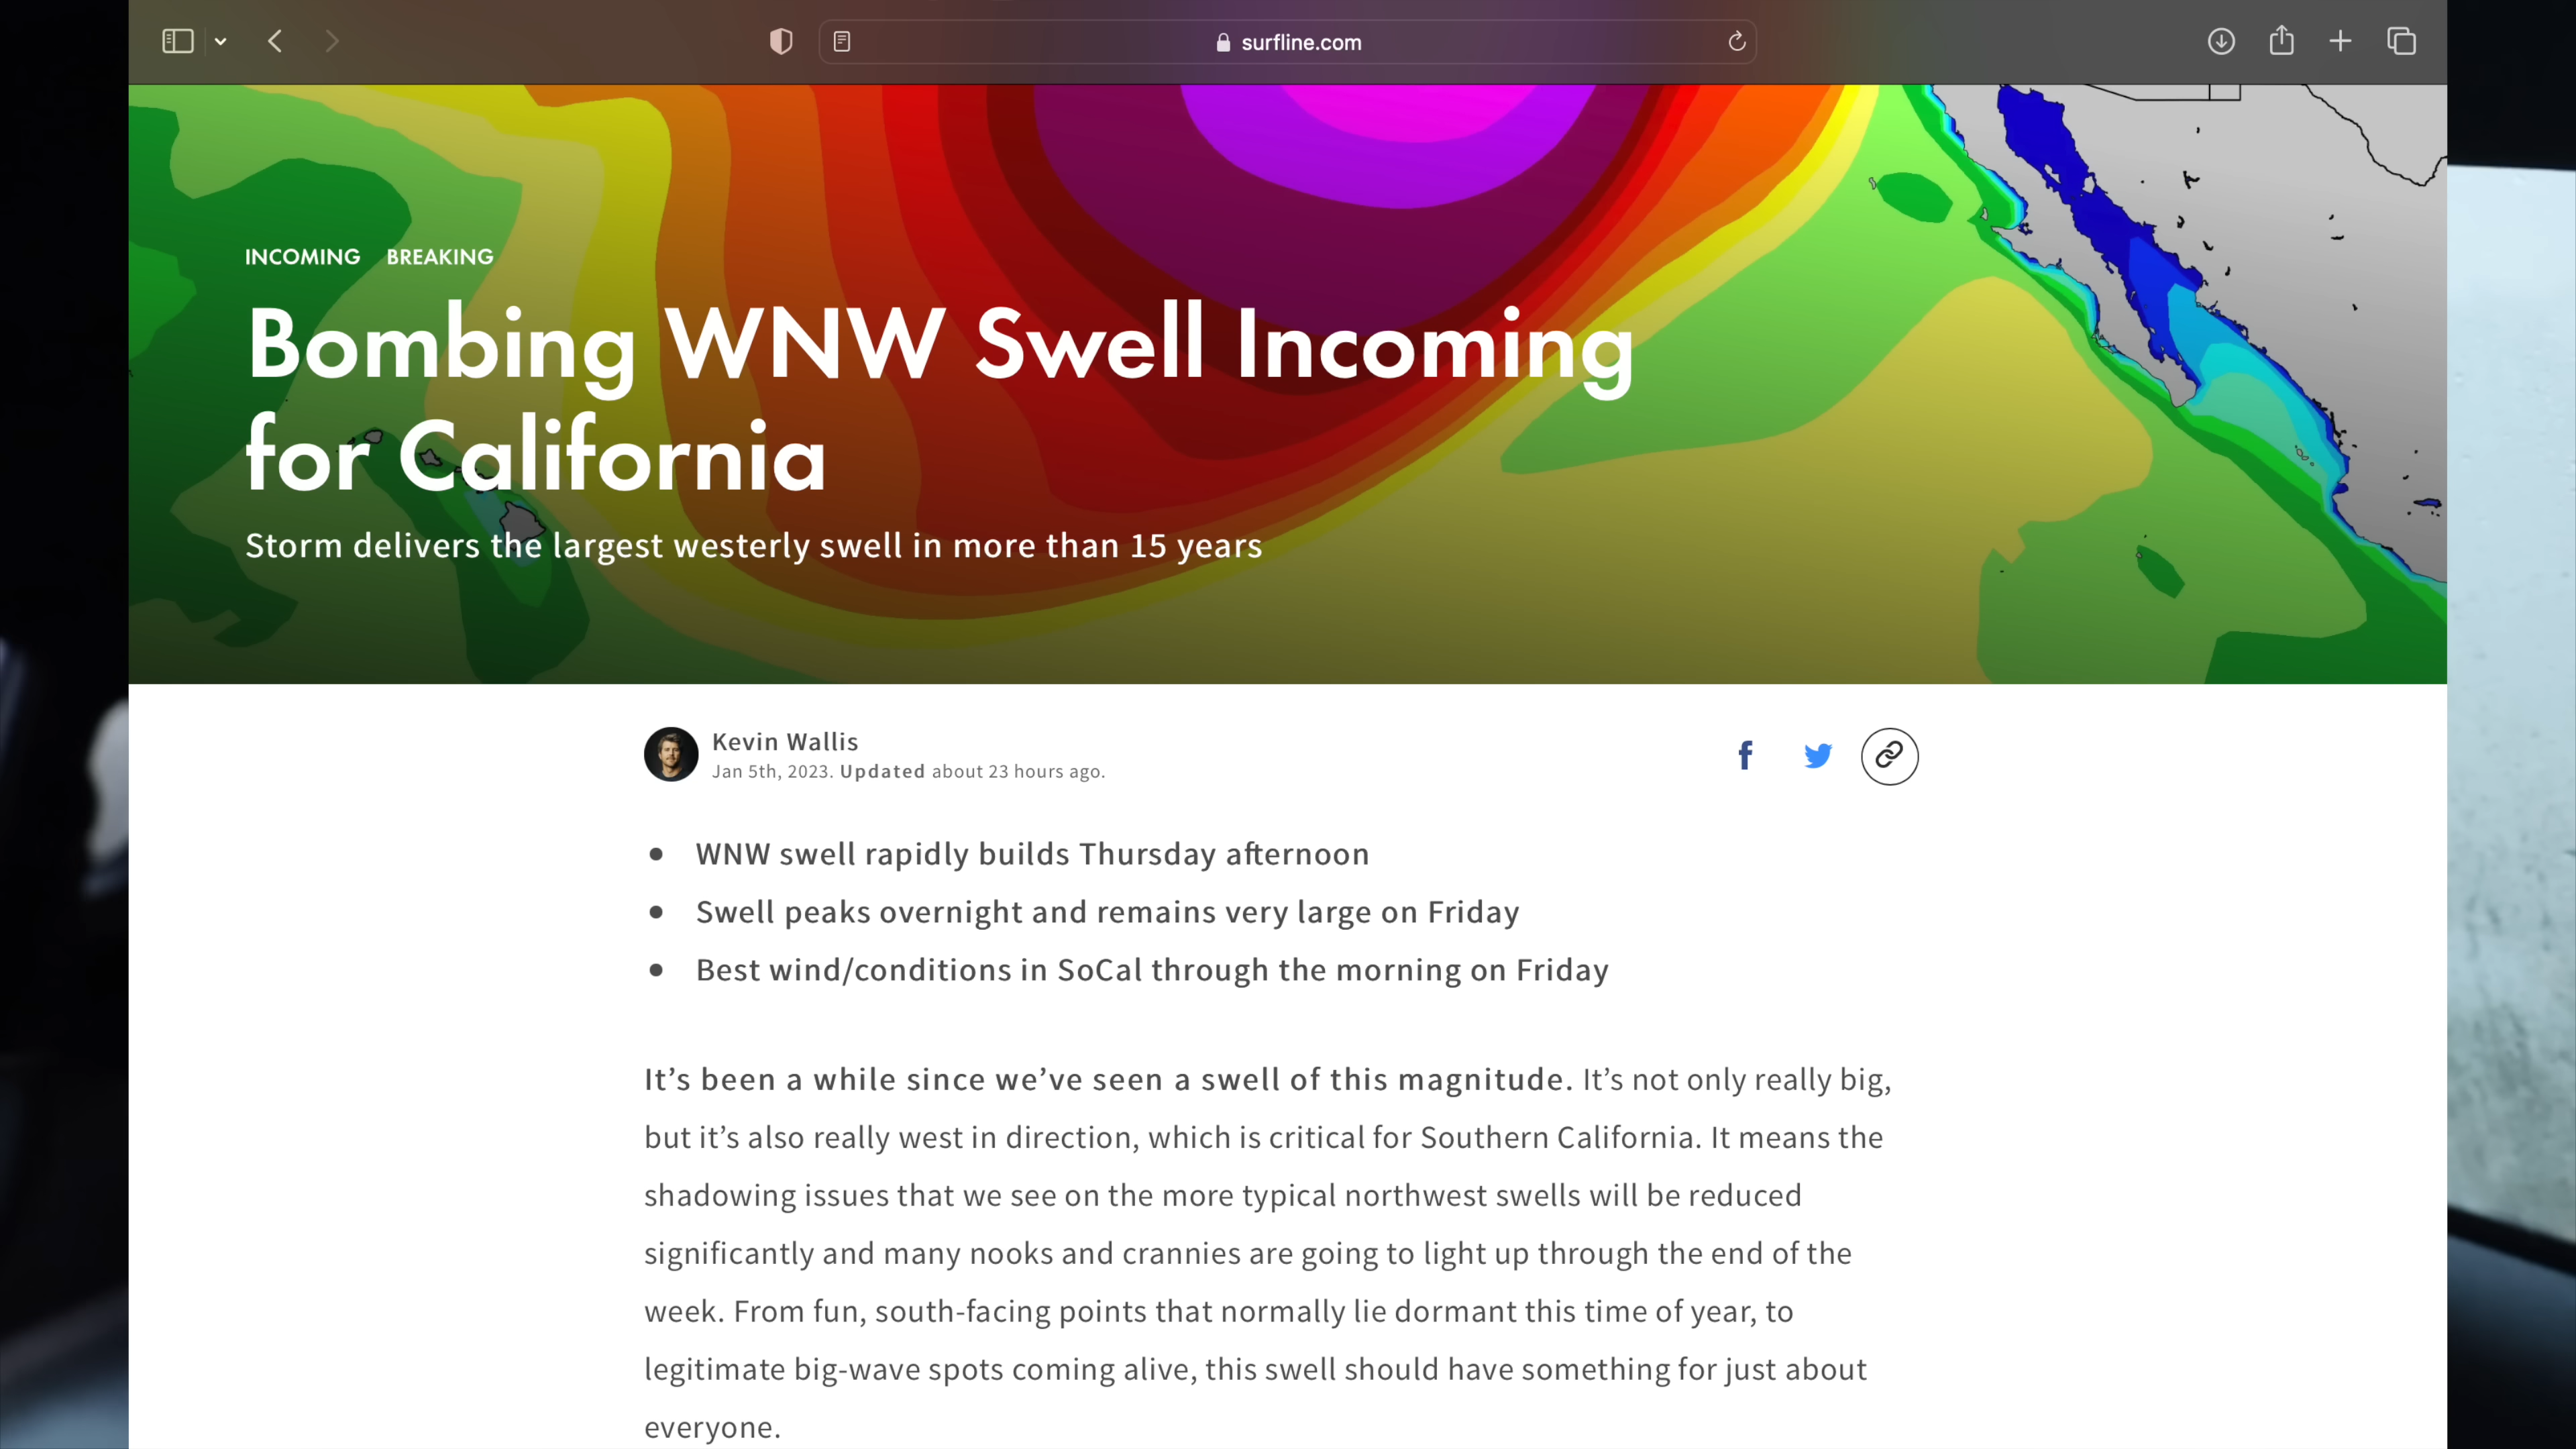 surfline.com
INCOMING BREAKING
Bombing WNW Swell Incoming
for California
Storm delivers the largest westerly swell in more than 15 years
Kevin Wallis
Jan 5th, 2023. Updated about 23 hours ago.
• WNW swell rapidly builds Thursday afternoon
• Swell peaks overnight and remains very large on Friday
• Best wind/conditions in SoCal through the morning on Friday
It’s been a while since we’ve seen a swell of this magnitude. It’s not only really big,
but it’s also really west in direction, which is critical for Southern California. It means the
shadowing issues that we see on the more typical northwest swells will be reduced
significantly and many nooks and crannies are going to light up through the end of the
week. From fun, south-facing points that normally lie dormant this time of year, to
legitimate big-wave spots coming alive, this swell should have something for just about
everyone.